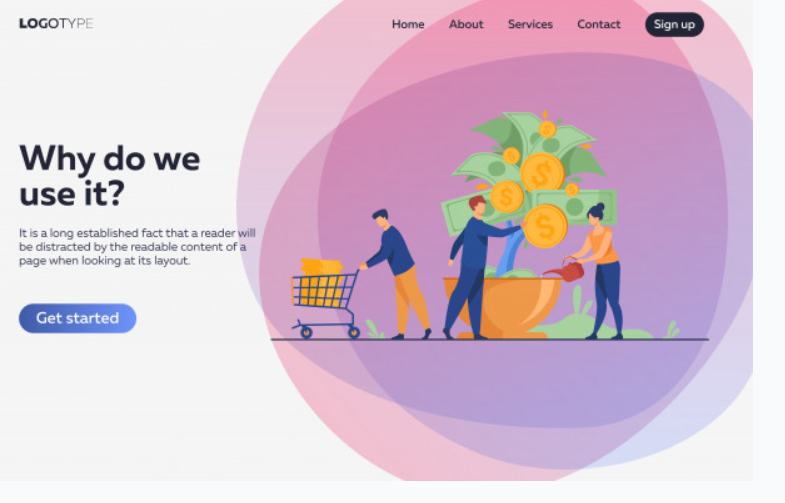 LOGOTYPE
Home About Services Contact Sign up
Why do we
use it?
It is a long established fact that a reader will
be distracted by the readable content of a
page when looking at its layout.
Get started
$
$
$
$